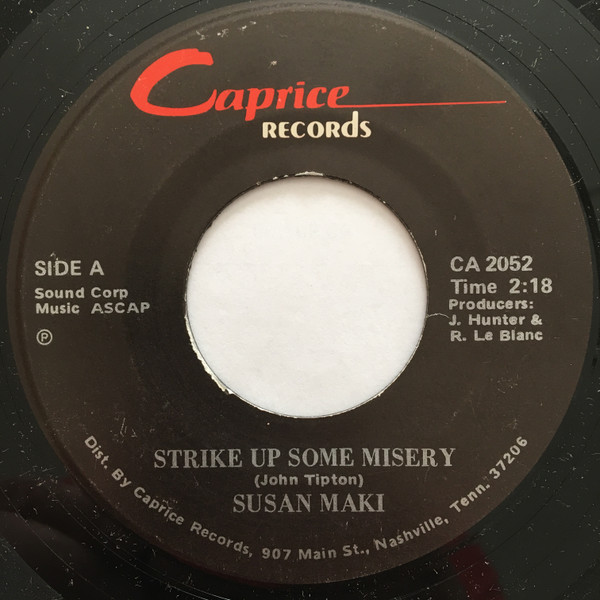 Caprice
RECORDS
SIDE A
Sound Corp
Music ASCAP
℗
CA 2052
Time 2:18
Producers:
J. Hunter &
R. Le Blanc
STRIKE UP SOME MISERY
(John Tipton)
SUSAN MAKI
Dist. By Caprice Records, 907 Main St., Nashville, Tenn. 37206